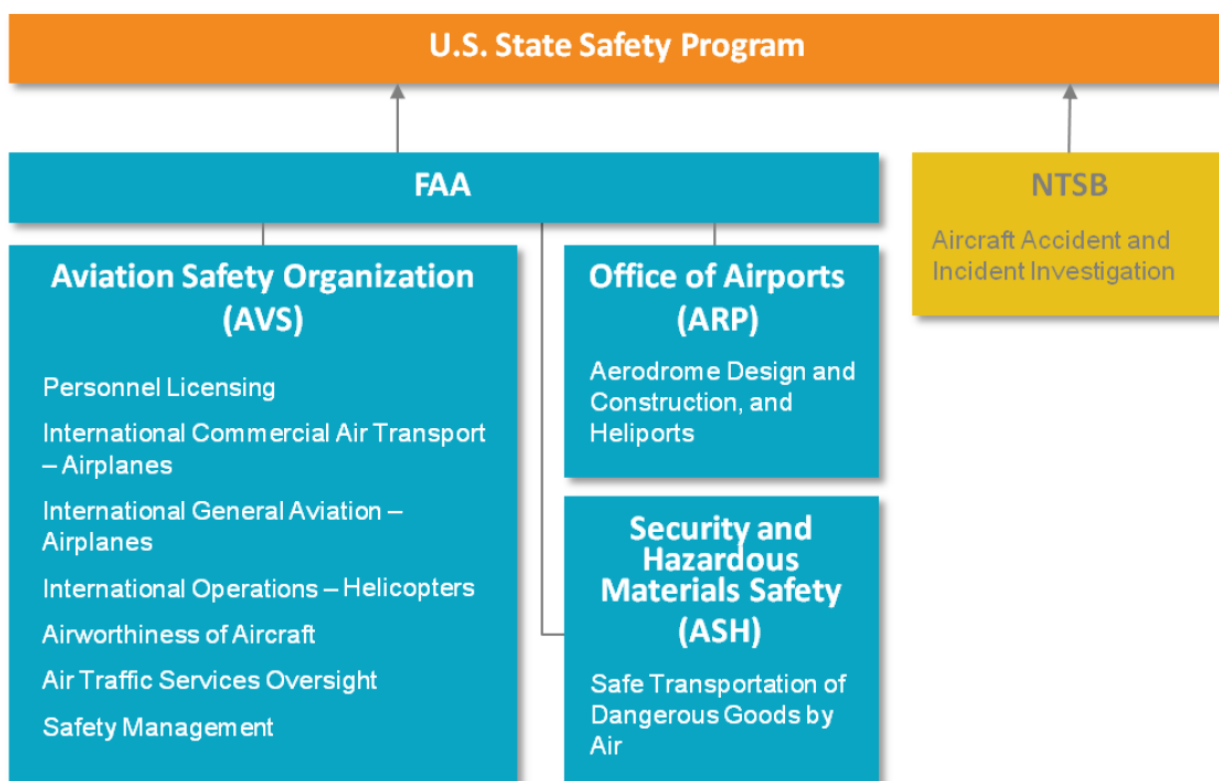 U.S. State Safety Program
FAA
NTSB
Aircraft Accident and
Incident Investigation
Aviation Safety Organization
(AVS)
Personnel Licensing
International Commercial Air Transport
– Airplanes
International General Aviation –
Airplanes
International Operations – Helicopters
Airworthiness of Aircraft
Air Traffic Services Oversight
Safety Management
Office of Airports
(ARP)
Aerodrome Design and
Construction, and
Heliports
Security and
Hazardous
Materials Safety
(ASH)
Safe Transportation of
Dangerous Goods by
Air